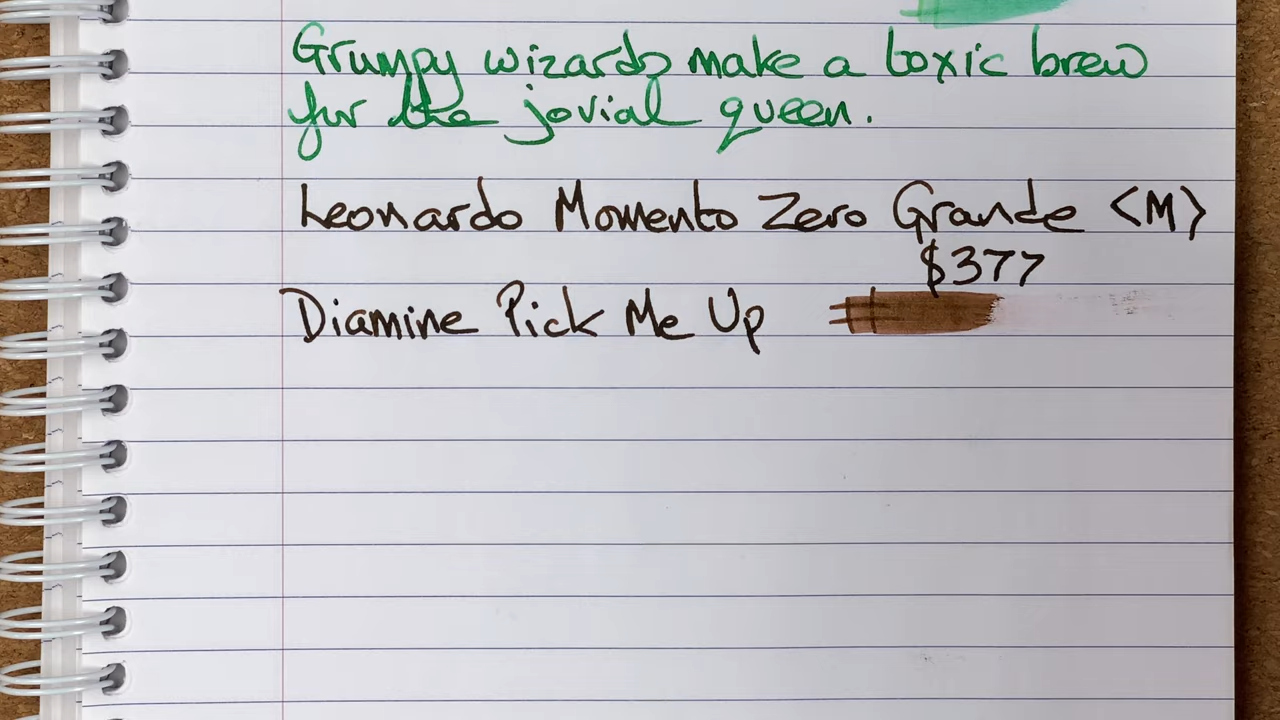 Grumpy wizards make a toxic brew
for the jovial queen.
Leonardo Momento Zero Grande <M>
$377
Diamine Pick Me Up